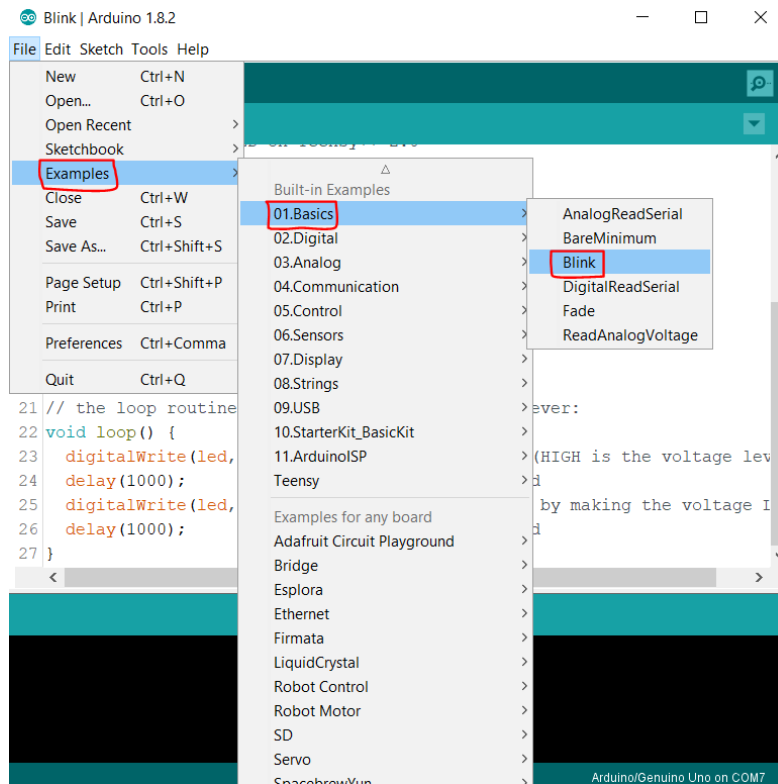 Blink | Arduino 1.8.2
File Edit Sketch Tools Help
New Ctrl+N
Open... Ctrl+O
Open Recent
Sketchbook
Examples
Close Ctrl+W
Save Ctrl+S
Save As... Ctrl+Shift+S
Page Setup Ctrl+Shift+P
Print Ctrl+P
Preferences Ctrl+Comma
Quit Ctrl+Q
Built-in Examples
01.Basics
02.Digital
03.Analog
04.Communication
05.Control
06.Sensors
07.Display
08.Strings
09.USB
10.StarterKit_BasicKit
11.ArduinoISP
Teensy
Examples for any board
Adafruit Circuit Playground
Bridge
Esplora
Ethernet
Firmata
LiquidCrystal
Robot Control
Robot Motor
SD
Servo
SpacebrewYun
AnalogReadSerial
BareMinimum
Blink
DigitalReadSerial
Fade
ReadAnalogVoltage
21 // the loop routine ever:
22 void loop() {
23 digitalWrite(led, (HIGH is the voltage lev
24 delay(1000); d
25 digitalWrite(led, by making the voltage L
26 delay(1000); d
27 }
Arduino/Genuino Uno on COM7